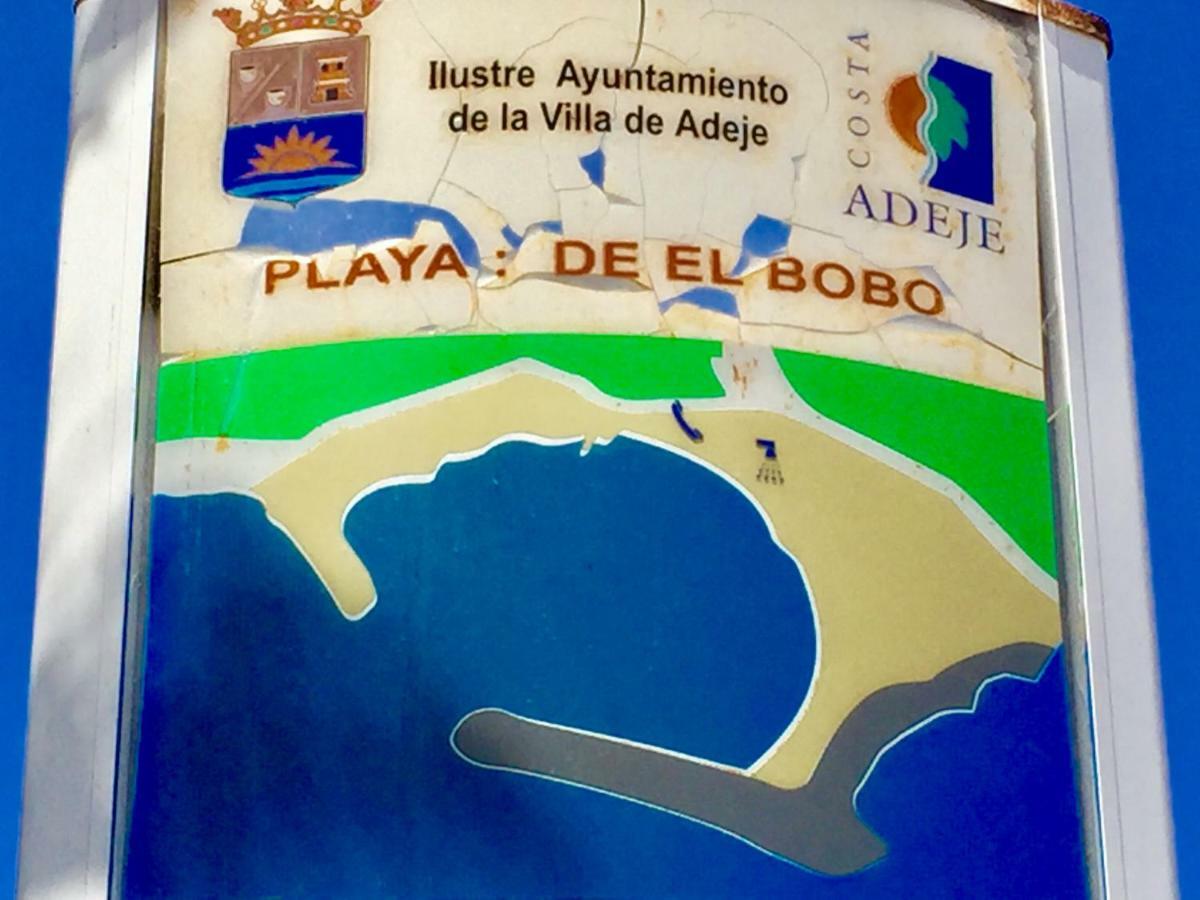 Ilustre Ayuntamiento
de la Villa de Adeje
COSTA
ADEJE
PLAYA : DE EL BOBO